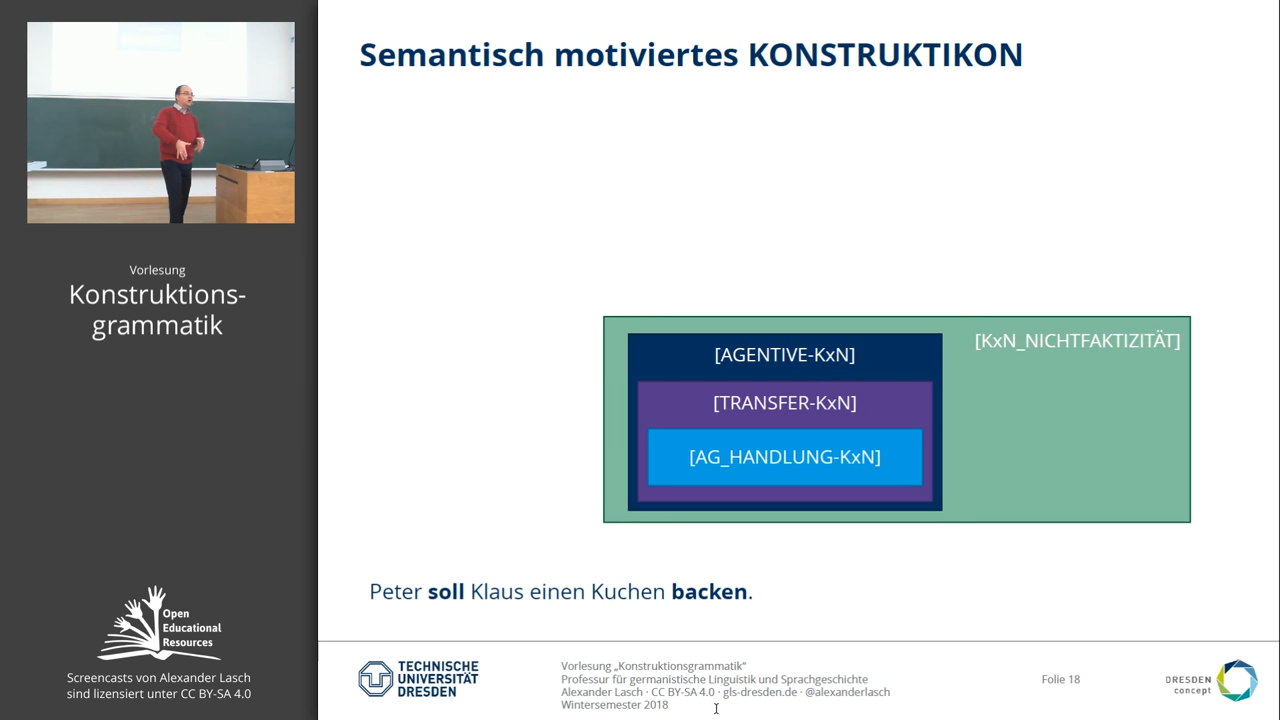 Semantisch motiviertes KONSTRUKTIKON
Vorlesung
Konstruktions-
grammatik
[KxN_NICHTFAKTIZITÄT]
[AGENTIVE-KxN]
[TRANSFER-KxN]
[AG_HANDLUNG-KxN]
Peter soll Klaus einen Kuchen backen.
Open
Educational
Resources
Screencasts von Alexander Lasch
sind lizensiert unter CC BY-SA 4.0
TECHNISCHE
UNIVERSITÄT
DRESDEN
Vorlesung „Konstruktionsgrammatik“
Professur für germanistische Linguistik und Sprachgeschichte
Alexander Lasch · CC BY-SA 4.0 · gls-dresden.de · @alexanderlasch
Wintersemester 2018
Folie 18
DRESDEN
concept